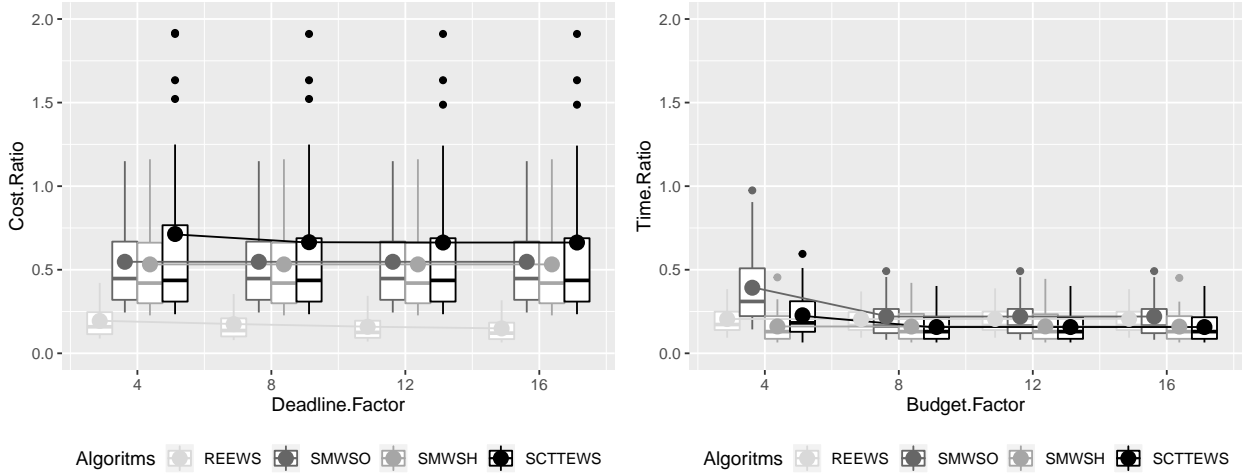 2.0
1.5
1.0
0.5
0.0
Cost.Ratio
4 8 12 16
Deadline.Factor
Algoritms REEWS SMWSO SMWSH SCTTEWS
2.0
1.5
1.0
0.5
0.0
Time.Ratio
4 8 12 16
Budget.Factor
Algoritms REEWS SMWSO SMWSH SCTTEWS